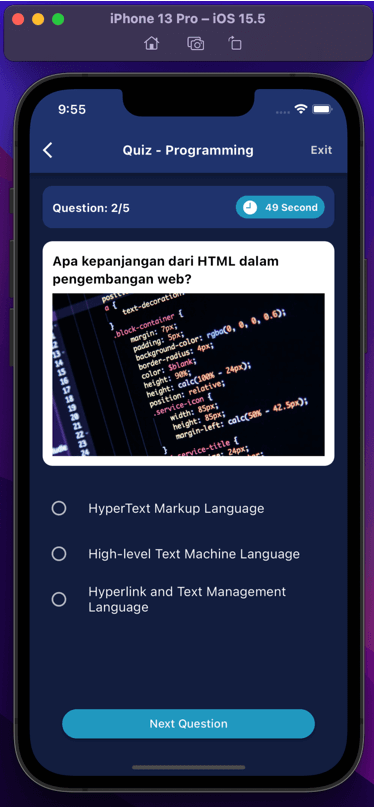 iPhone 13 Pro – iOS 15.5
9:55
Quiz - Programming
Exit
Question: 2/5
49 Second
Apa kepanjangan dari HTML dalam
pengembangan web?
a {
text-decoration
}
.block-container {
margin: 7px;
padding: 5px;
background-color: rgba(0, 0, 0, 0.6);
border-radius: 4px;
color: $blank;
height: 90%;
height: calc(100% - 24px);
position: relative;
.service-icon {
width: 85px;
height: 85px;
margin-left: calc(50% - 42.5px);
}
.service-title {
HyperText Markup Language
High-level Text Machine Language
Hyperlink and Text Management
Language
Next Question